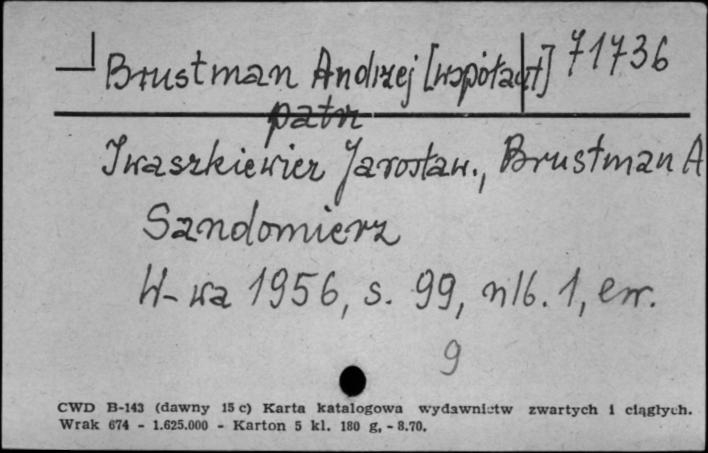 Brustman Andrzej [współaut] 71736
patrz
Iwaszkiewicz Jarosław., Brustman A
Sandomierz
W-wa 1956, s. 99, nlb. 1, err.
9
CWD B-143 (dawny 15 c) Karta katalogowa wydawnictw zwartych i ciągłych.
Wrak 674 - 1.625.000 - Karton 5 kl. 180 g, - 8.70.